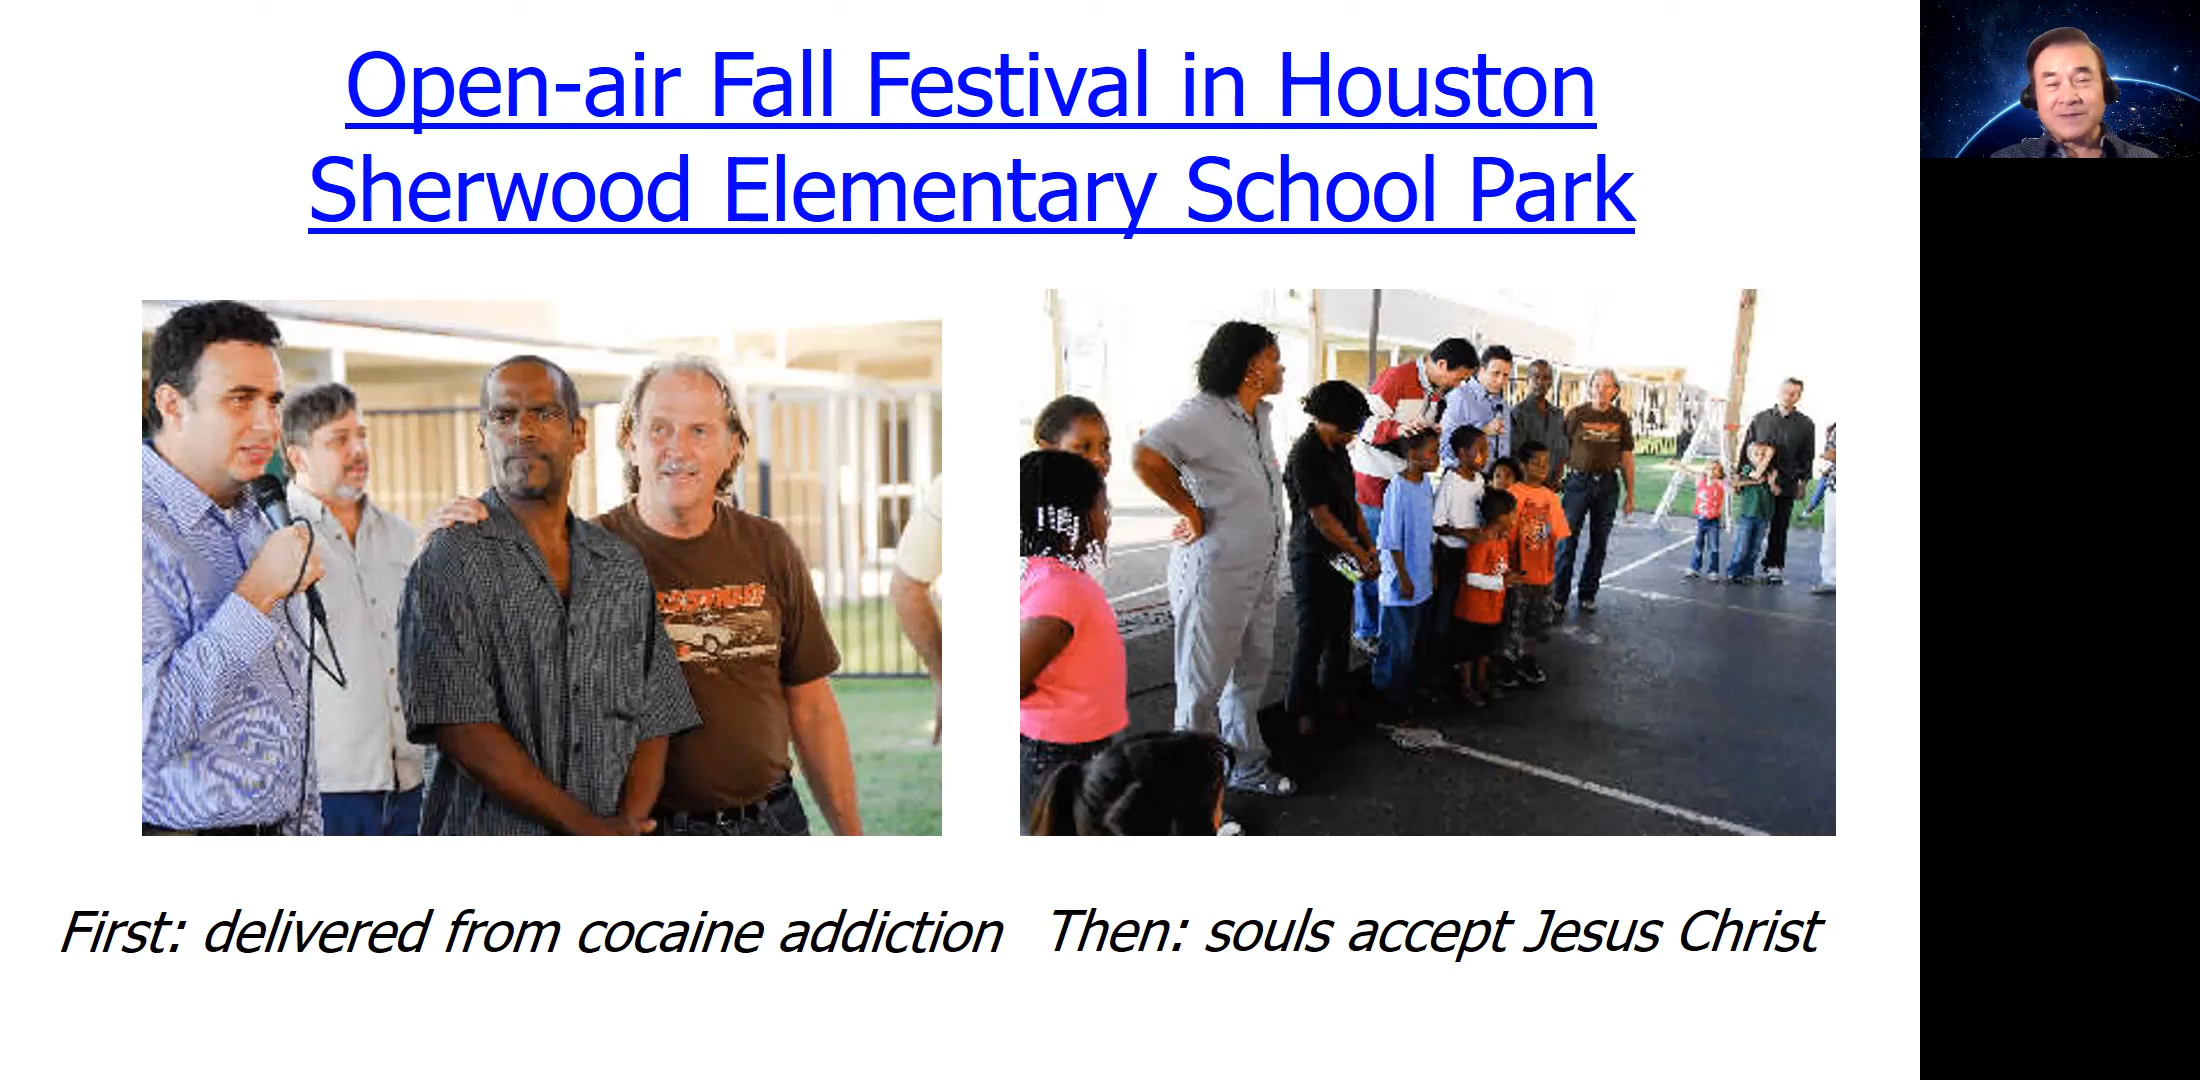 Open-air Fall Festival in Houston
Sherwood Elementary School Park
First: delivered from cocaine addiction
Then: souls accept Jesus Christ